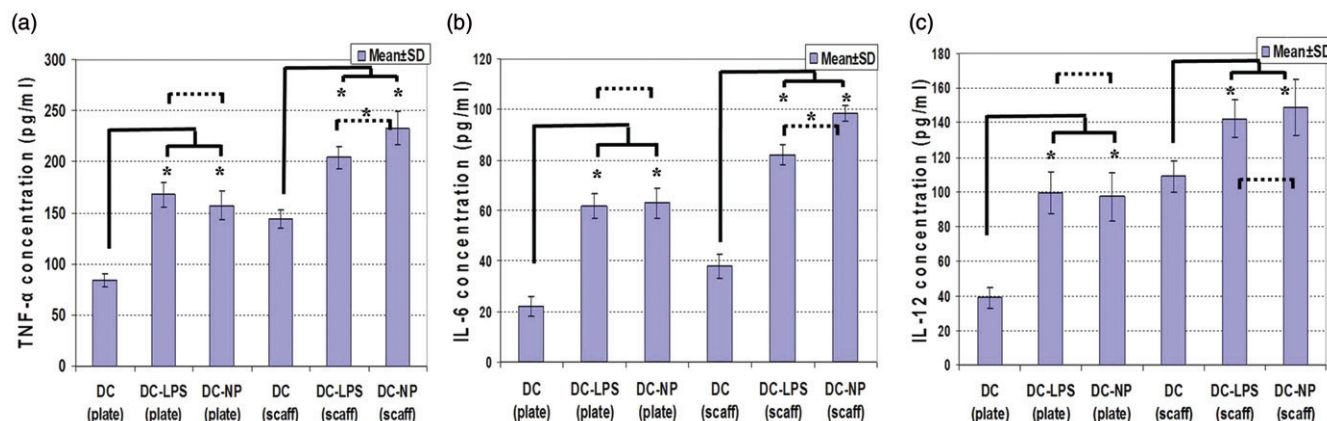 (a)
Mean±SD
TNF-α concentration (pg/ml)
300
250
200
150
100
50
0
*
*
*
*
*
DC (plate)
DC-LPS (plate)
DC-NP (plate)
DC (scaff)
DC-LPS (scaff)
DC-NP (scaff)
(b)
Mean±SD
IL-6 concentration (pg/ml)
120
100
80
60
40
20
0
*
*
*
*
*
DC (plate)
DC-LPS (plate)
DC-NP (plate)
DC (scaff)
DC-LPS (scaff)
DC-NP (scaff)
(c)
Mean±SD
IL-12 concentration (pg/ml)
180
160
140
120
100
80
60
40
20
0
*
*
*
*
DC (plate)
DC-LPS (plate)
DC-NP (plate)
DC (scaff)
DC-LPS (scaff)
DC-NP (scaff)